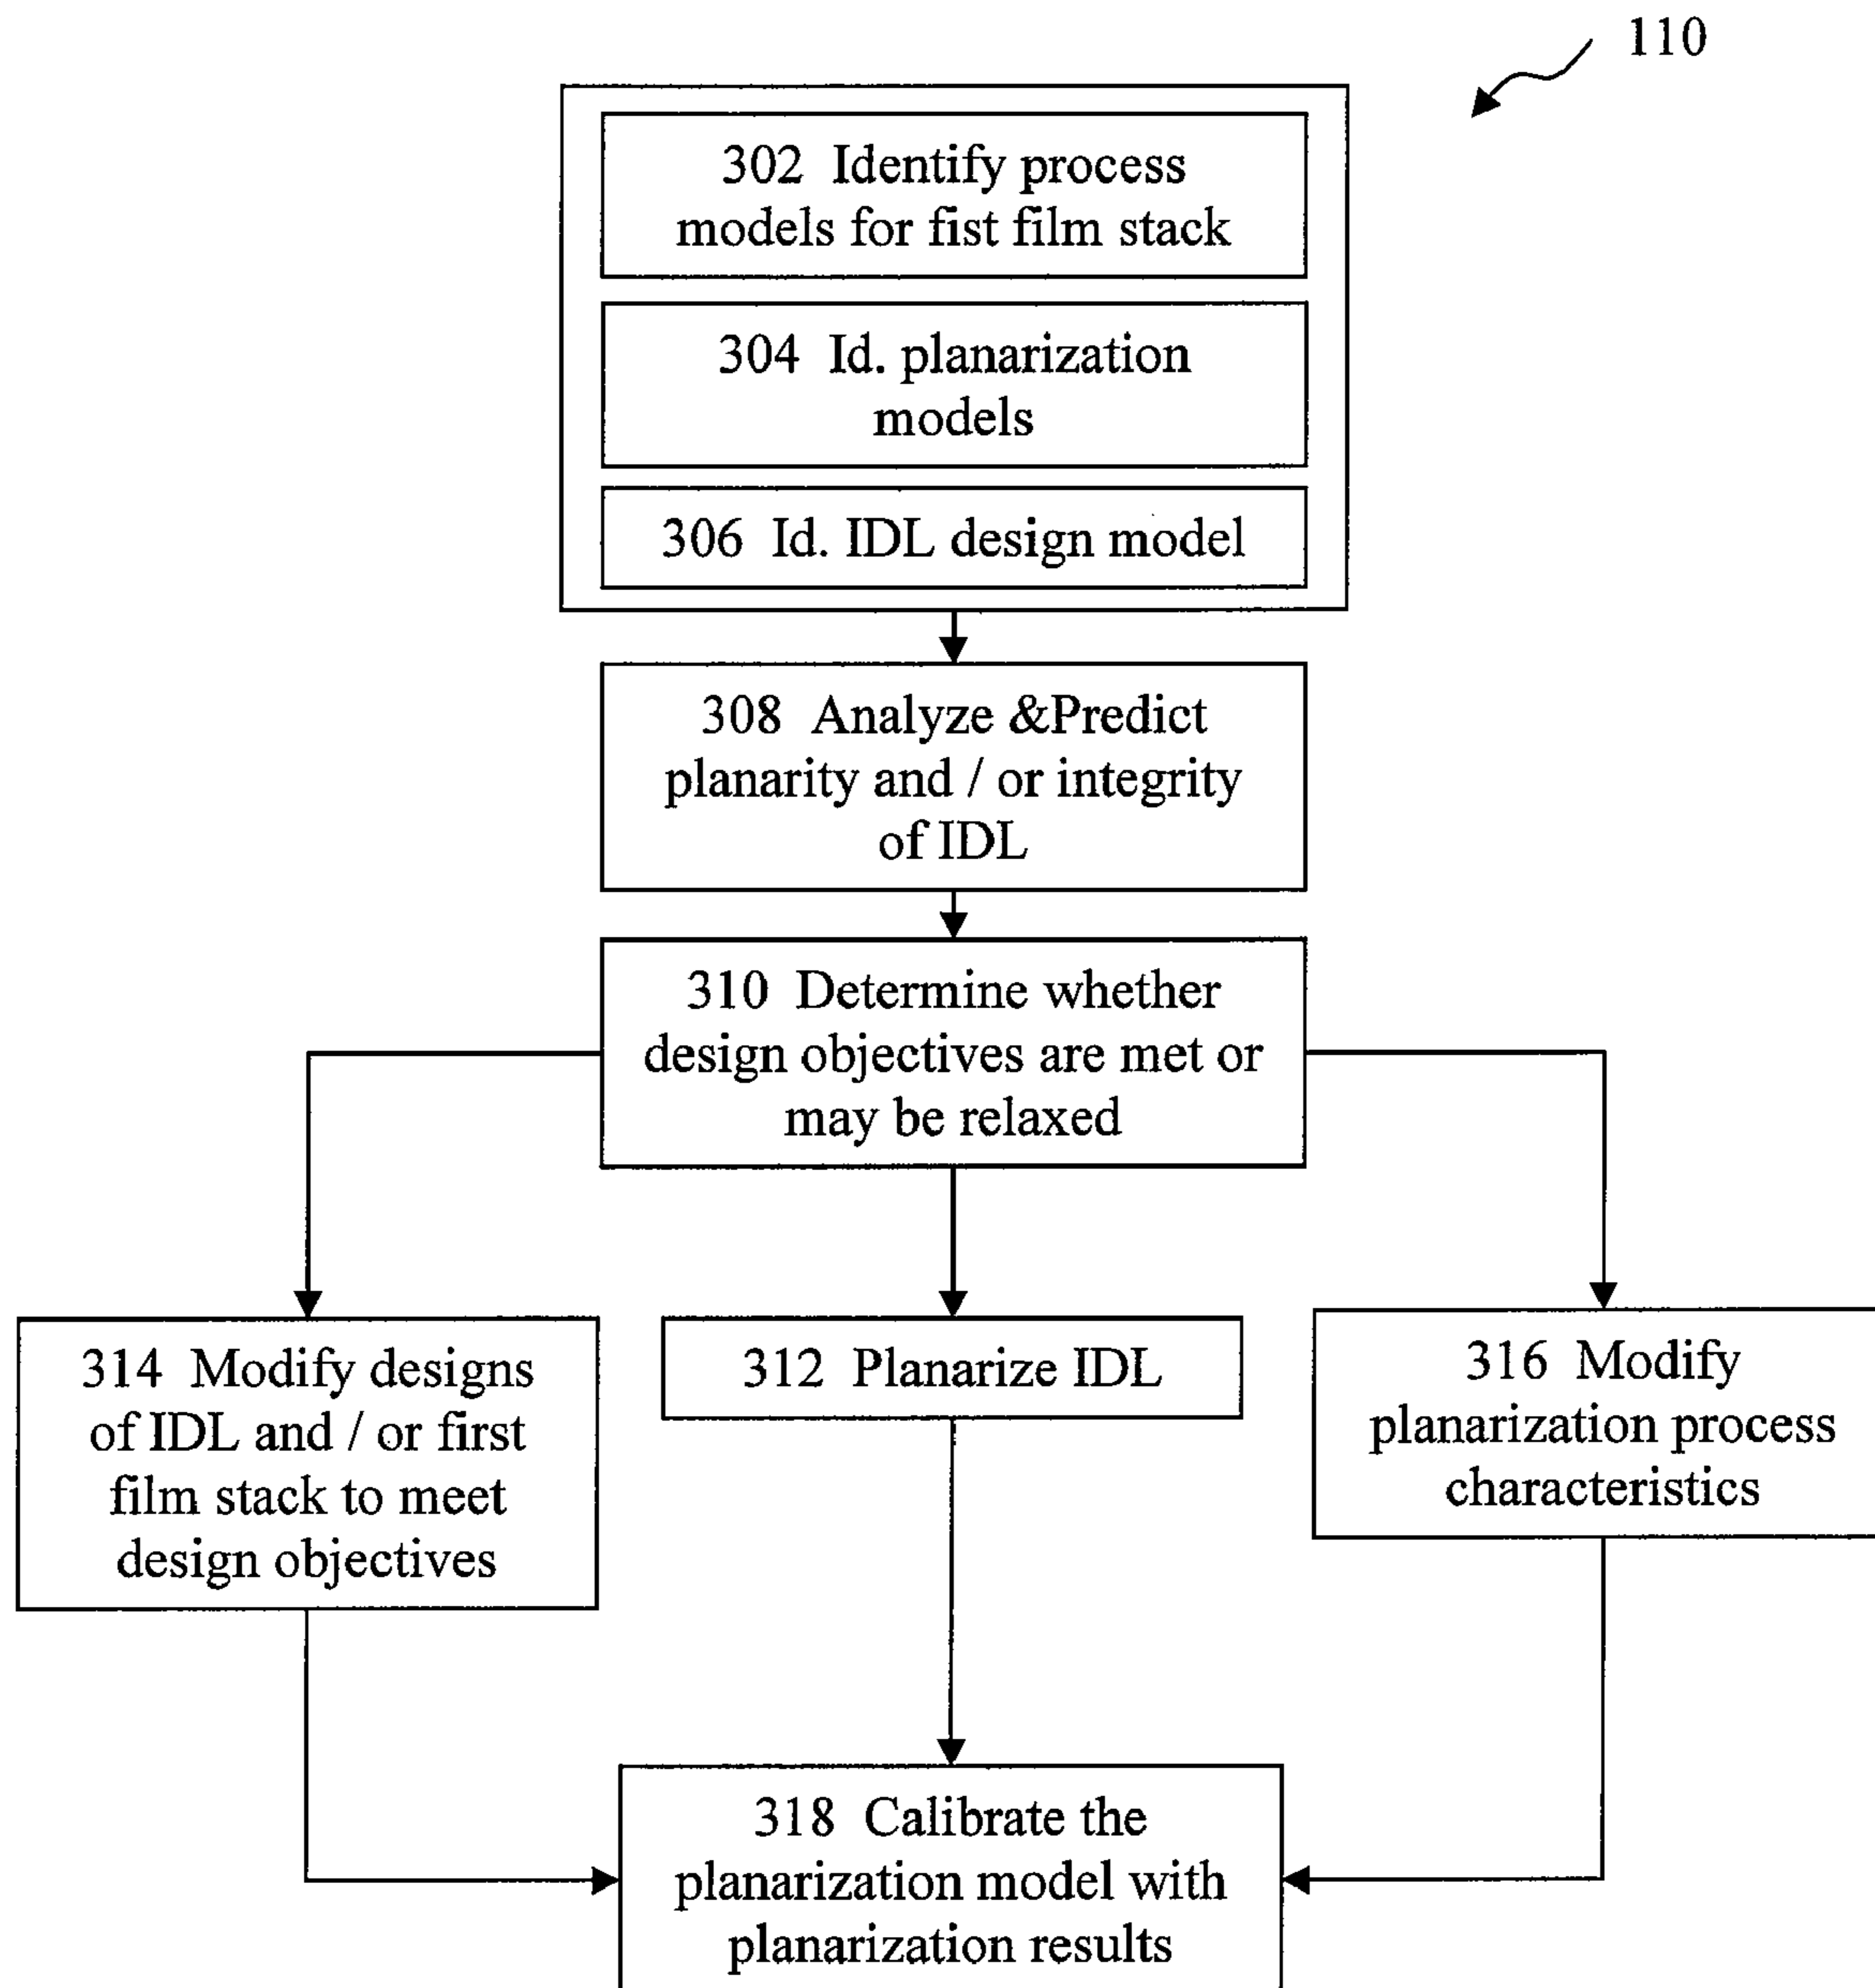 110
302 Identify process
models for fist film stack
304 Id. planarization
models
306 Id. IDL design model
308 Analyze &Predict
planarity and / or integrity
of IDL
310 Determine whether
design objectives are met or
may be relaxed
314 Modify designs
of IDL and / or first
film stack to meet
design objectives
312 Planarize IDL
316 Modify
planarization process
characteristics
318 Calibrate the
planarization model with
planarization results